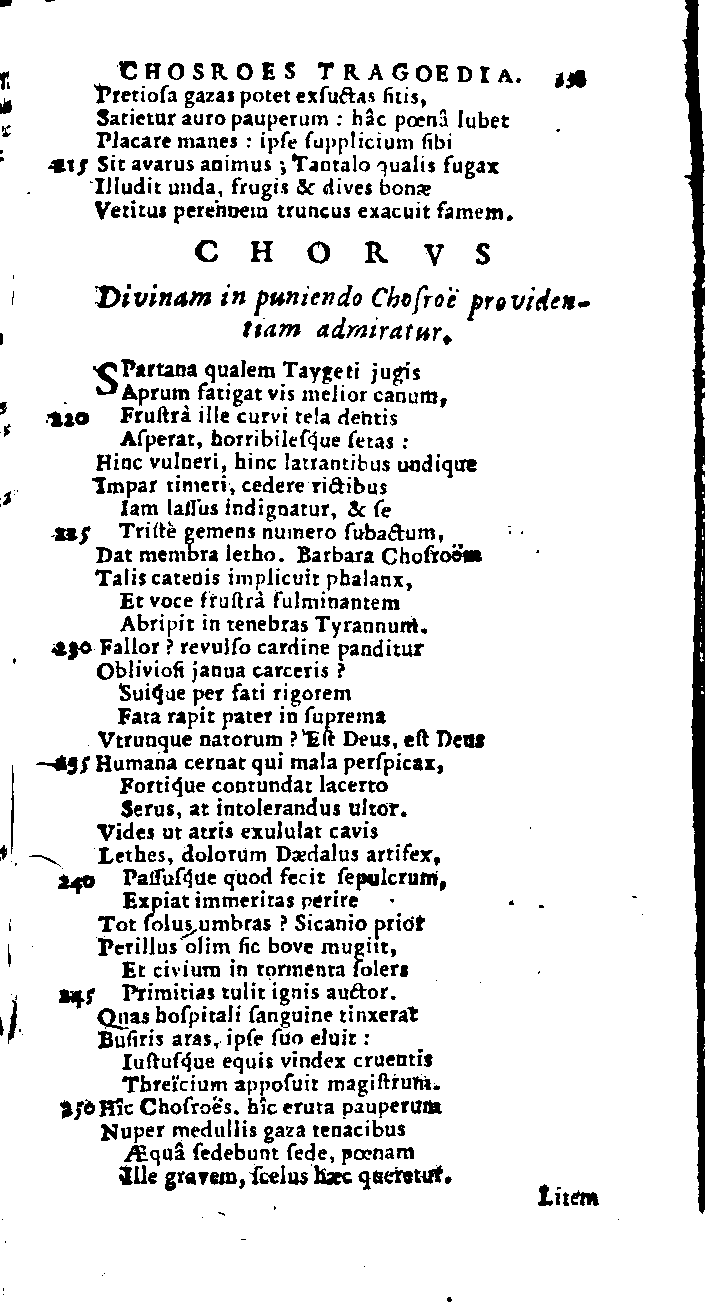 CHOSROES TRAGOEDIA.
Pretioſa gazas potet exſuctas ſitis,
Satietur auro pauperum : hâc pœnâ lubet
Placare manes : ipſe ſupplicium ſibi
215 Sit avarus animus ; Tantalo qualis fugax
Illudit unda, frugis & dives bonæ
Vetitus perennem truncus exacuit famem.
CHORVS
Divinam in puniendo Choſroë providen-
tiam admiratur.
SPartana qualem Taygeti jugis
Aprum fatigat vis melior canum,
220 Fruſtrà ille curvi tela dentis
Aſperat, horribileſque ſetas :
Hinc vulneri, hinc latrantibus undique
Impar timeri, cedere rictibus
Iam laſſus indignatur, & ſe
225 Triſtè gemens numero ſubactum,
Dat membra letho. Barbara Choſroëm
Talis catenis implicuit phalanx,
Et voce fruſtrà fulminantem
Abripit in tenebras Tyrannum.
230 Fallor ? revulſo cardine panditur
Oblivioſi janua carceris ?
Suique per fati rigorem
Fata rapit pater in ſuprema
Vtrunque natorum ? Eſt Deus, eſt Deus
235 Humana cernat qui mala perſpicax,
Fortique contundat lacerto
Serus, at intolerandus ultor.
Vides ut atris exululat cavis
Lethes, dolorum Dædalus artifex,
240 Paſſuſque quod fecit ſepulcrum,
Expiat immeritas perire
Tot ſolus umbras ? Sicanio prior
Perillus olim ſic bove mugiit,
Et civium in tormenta ſolers
245 Primitias tulit ignis auctor.
Quas hoſpitali ſanguine tinxerat
Buſiris aras, ipſe ſuo eluit :
Iuſtuſque equis vindex cruentis
Threïcium appoſuit magiſtrum.
250 Hîc Choſroës, hîc eruta pauperum
Nuper medullis gaza tenacibus
Æquâ ſedebunt ſede, pœnam
Ille gravem, ſcelus hæc queretur.
Litem